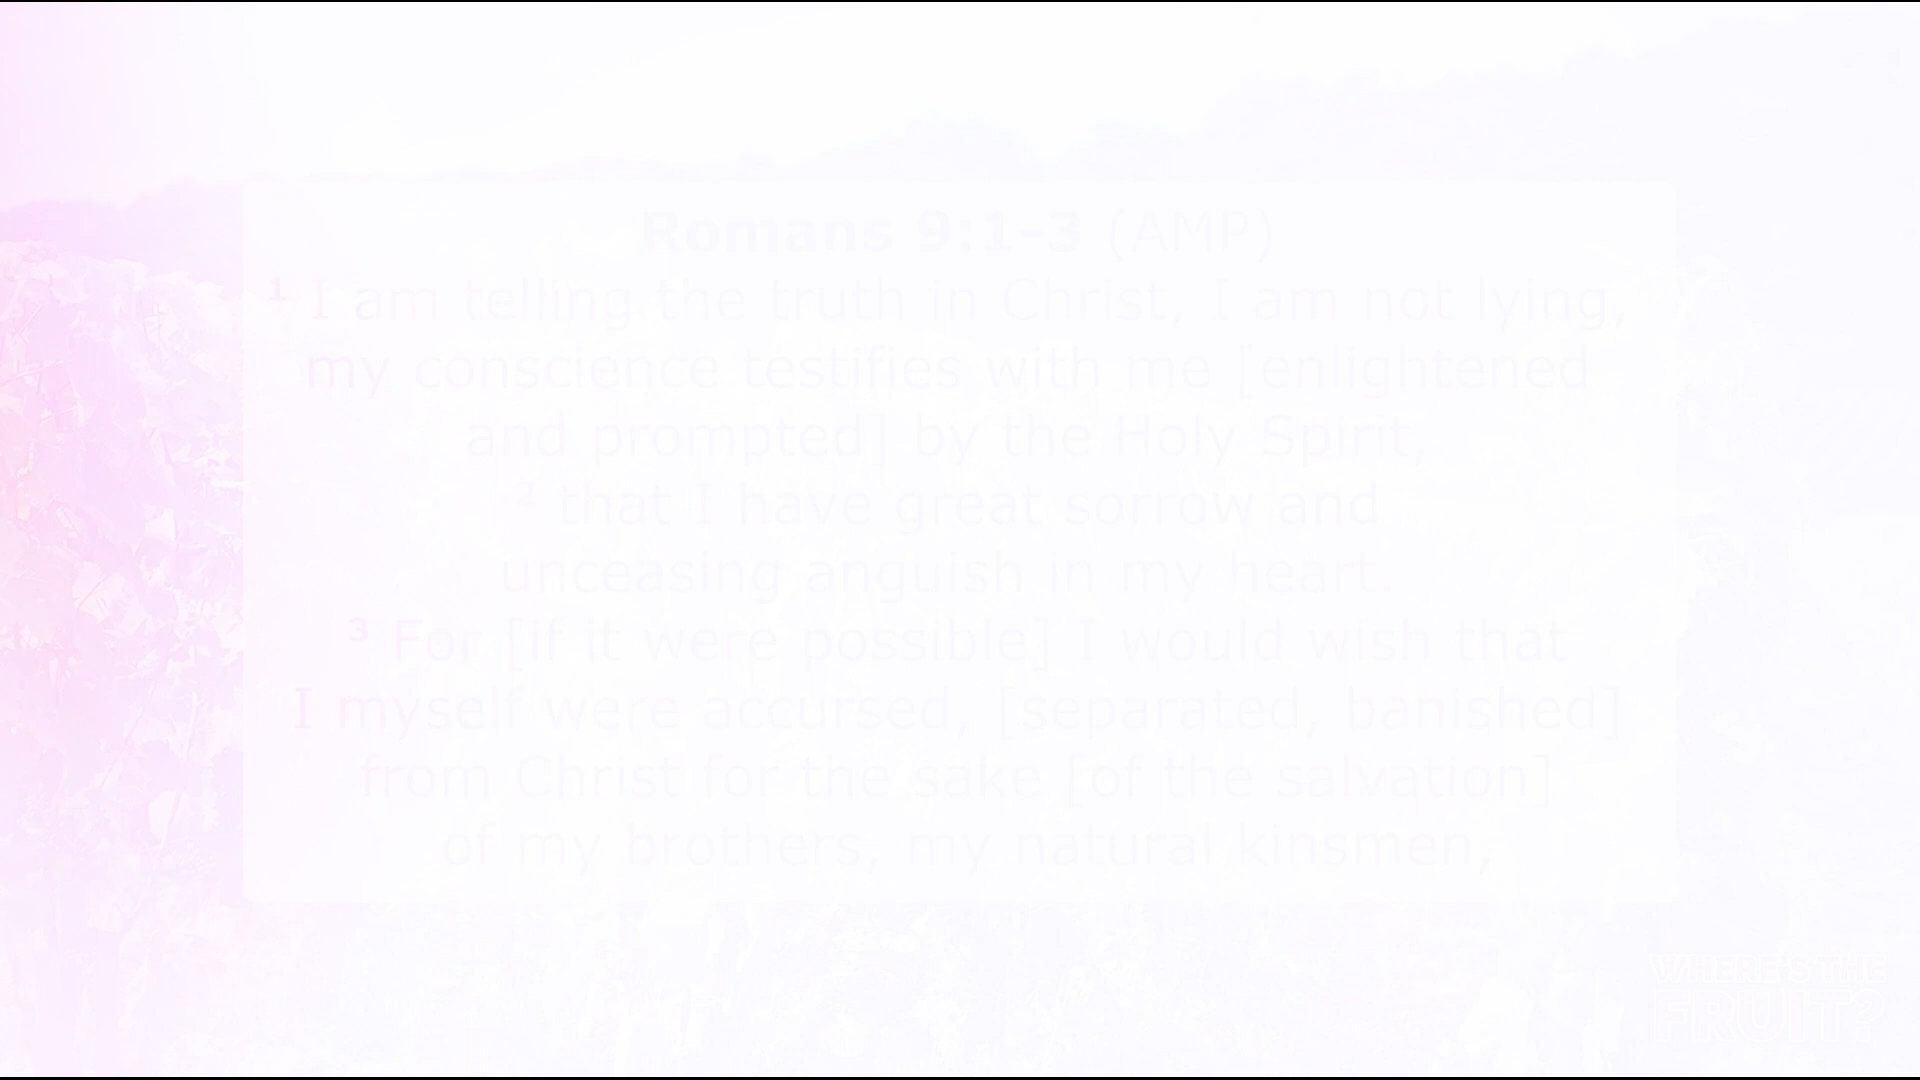 Romans 9:1-3 (AMP)
¹ I am telling the truth in Christ, I am not lying,
my conscience testifies with me [enlightened
and prompted] by the Holy Spirit,
² that I have great sorrow and
unceasing anguish in my heart.
³ For [if it were possible] I would wish that
I myself were accursed, [separated, banished]
from Christ for the sake [of the salvation]
of my brothers, my natural kinsmen,
WHERE'S THE
FRUIT?